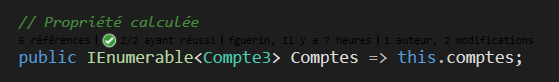 // Propriété calculée
6 références | 2/2 ayant réussi | fguerin, Il y a 7 heures | 1 auteur, 2 modifications
public IEnumerable<Compte3> Comptes => this.comptes;